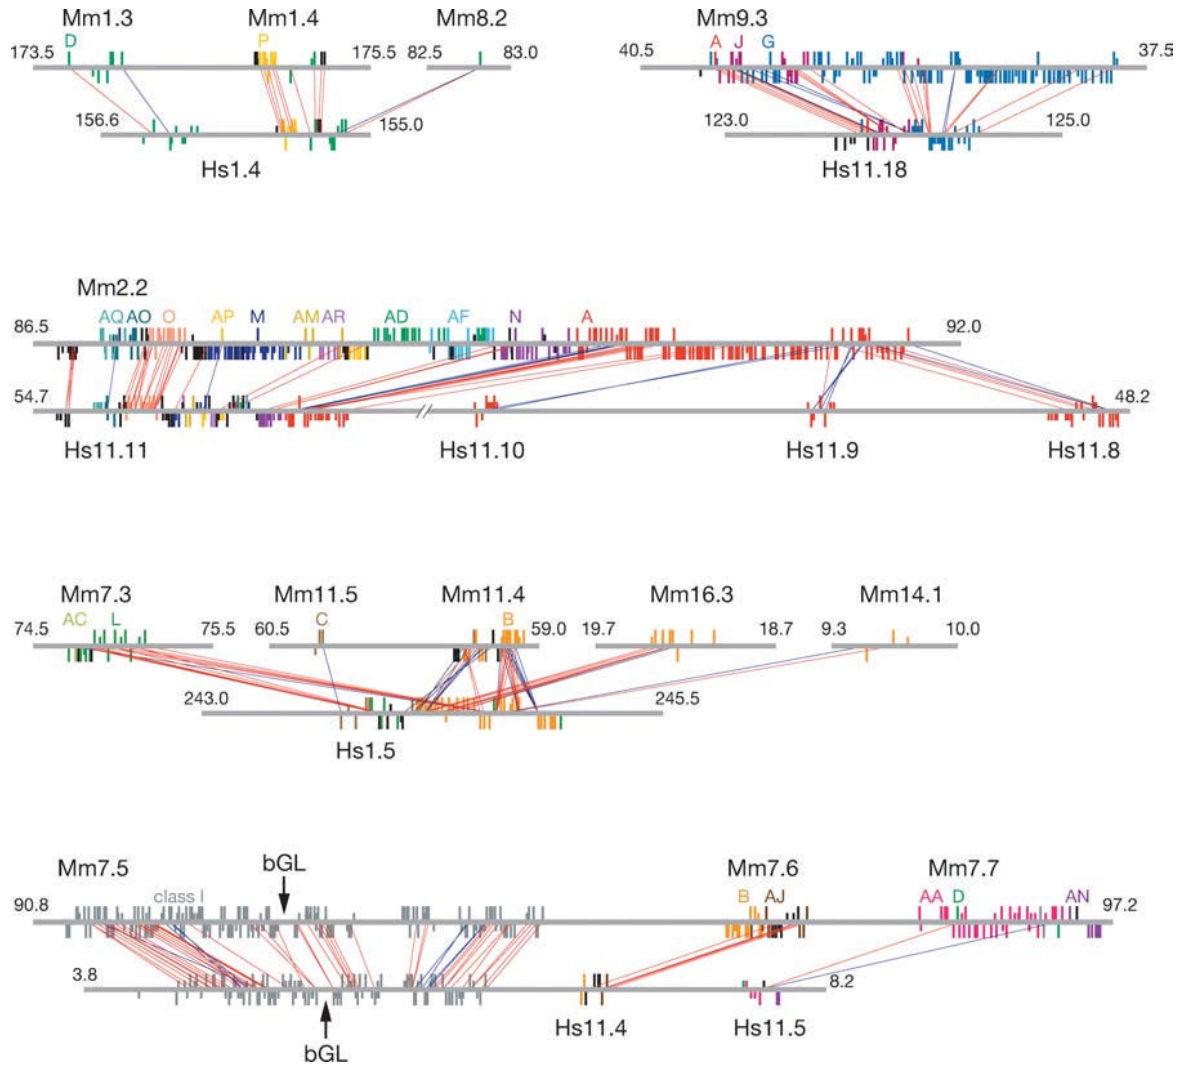 Mm1.3 Mm1.4 Mm8.2 Mm9.3
D P A J G
173.5 175.5 82.5 83.0 40.5 37.5
156.6 155.0 123.0 125.0
Hs1.4 Hs11.18
Mm2.2
AQ AO O AP M AM AR AD AF N A
86.5 92.0
54.7 // 48.2
Hs11.11 Hs11.10 Hs11.9 Hs11.8
Mm7.3 Mm11.5 Mm11.4 Mm16.3 Mm14.1
AC L C B
74.5 75.5 60.5 59.0 19.7 18.7 9.3 10.0
243.0 245.5
Hs1.5
Mm7.5 bGL Mm7.6 Mm7.7
class I B AJ AA D AN
90.8 97.2
3.8 8.2
Hs11.4 Hs11.5
bGL